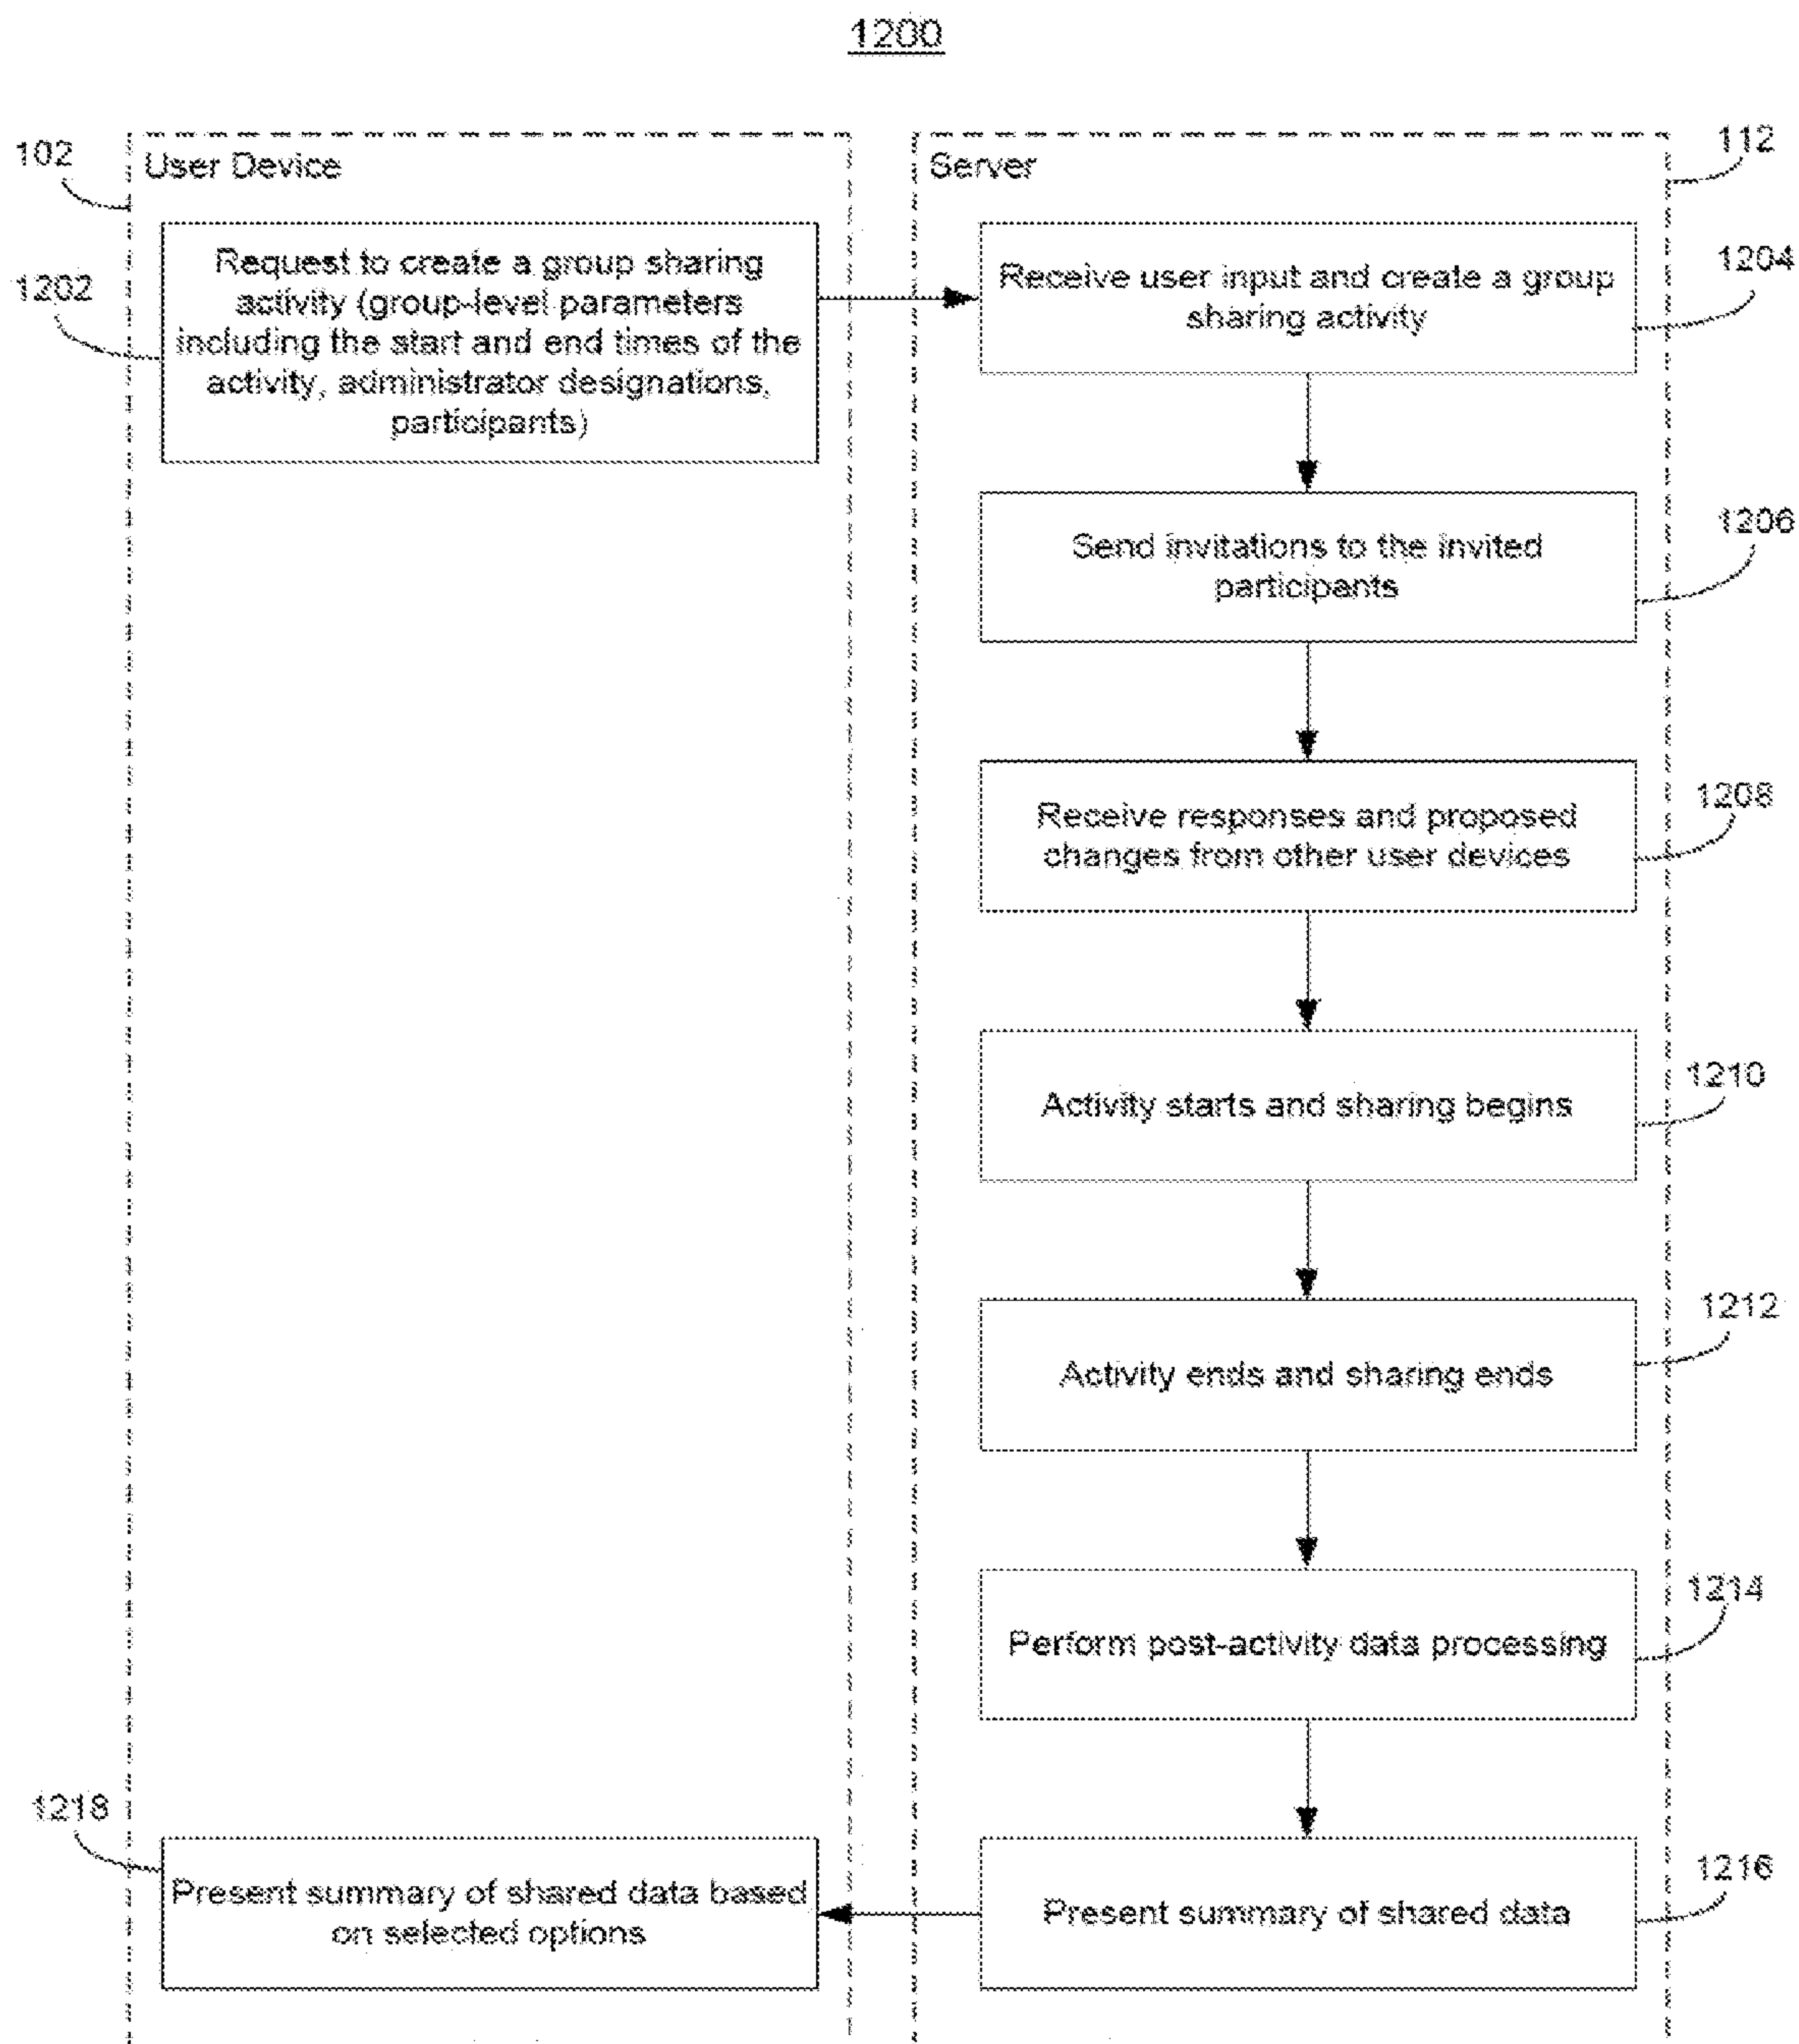 1200
102
User Device
Server
112
1202
Request to create a group sharing
activity (group-level parameters
including the start and end times of the
activity, administrator designations,
participants)
Receive user input and create a group
sharing activity
1204
Send invitations to the invited
participants
1206
Receive responses and proposed
changes from other user devices
1208
Activity starts and sharing begins
1210
Activity ends and sharing ends
1212
Perform post-activity data processing
1214
1218
Present summary of shared data based
on selected options
Present summary of shared data
1216